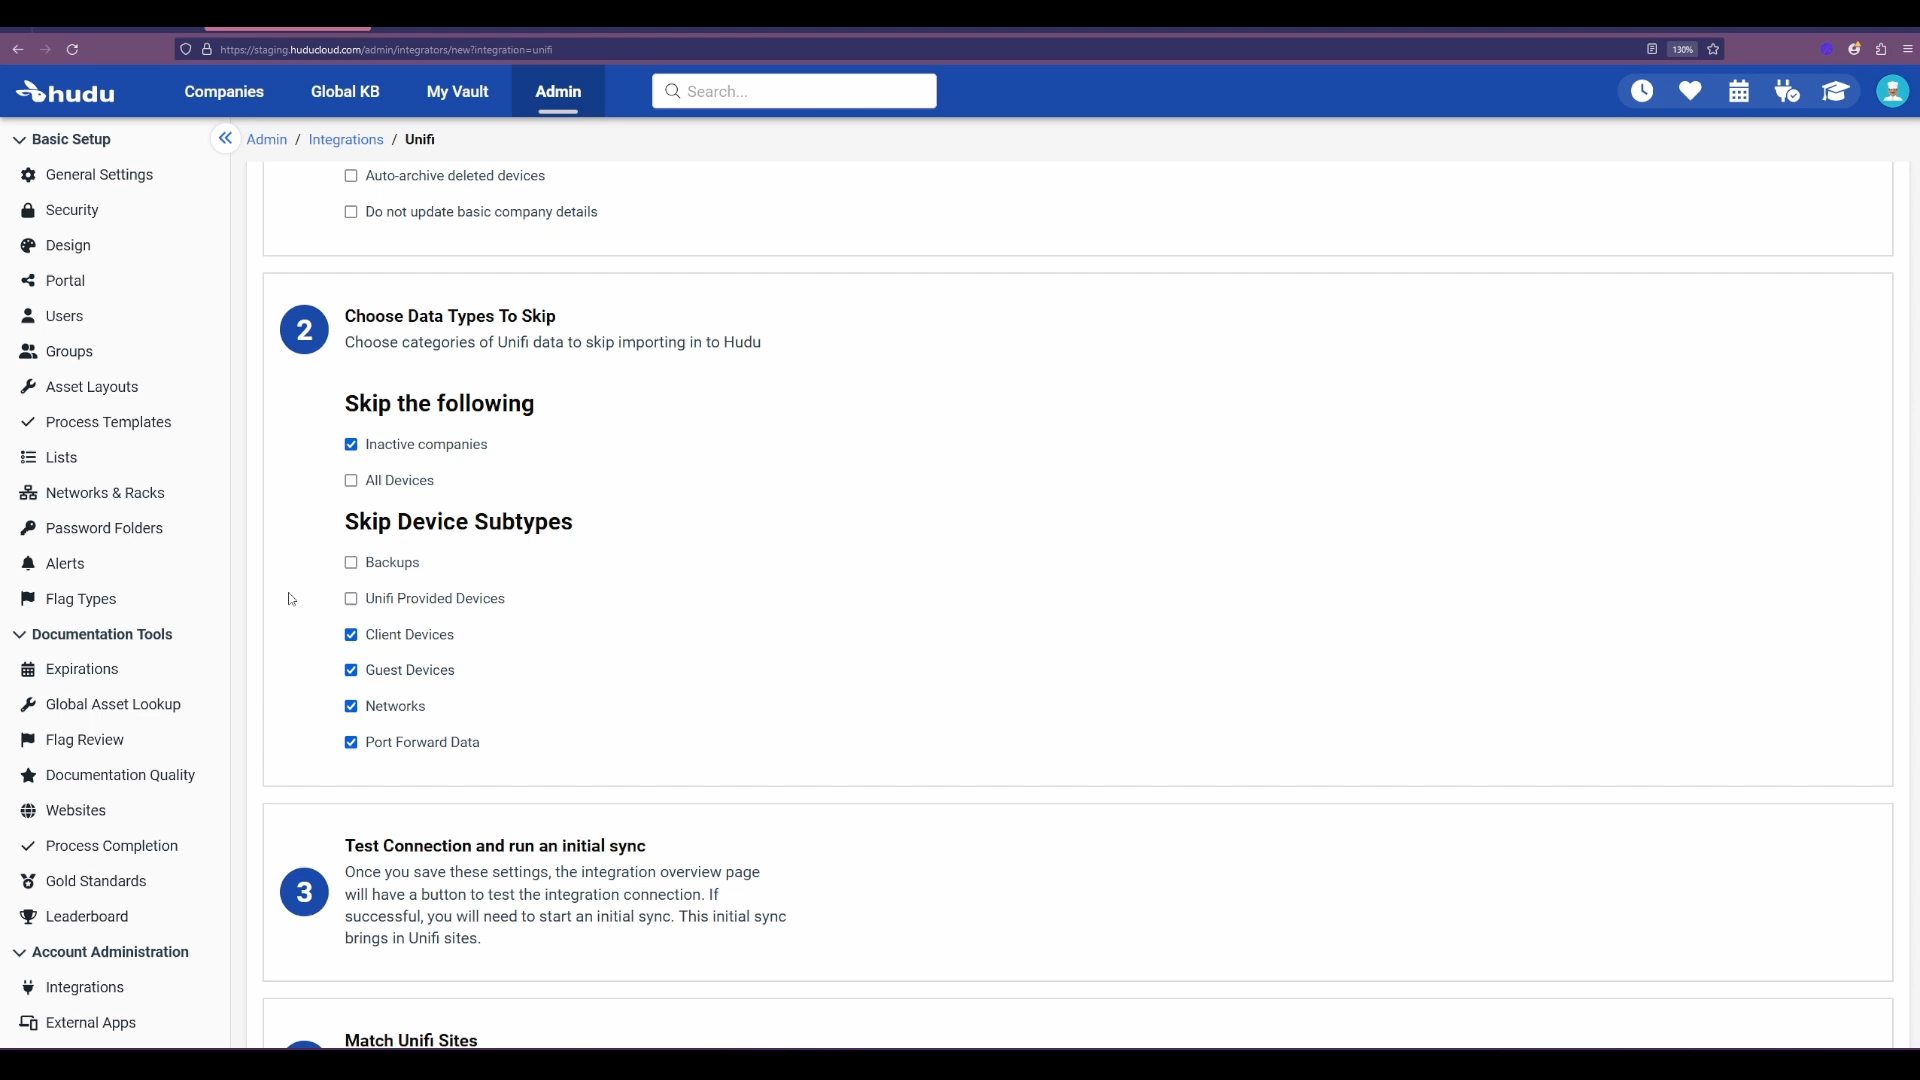 https://staging.huducloud.com/admin/integrators/new?integration=unifi
130%
hudu
Companies
Global KB
My Vault
Admin
Search...
Basic Setup
Admin / Integrations / Unifi
General Settings
Security
Design
Portal
Users
Groups
Asset Layouts
Process Templates
Lists
Networks & Racks
Password Folders
Alerts
Flag Types
Documentation Tools
Expirations
Global Asset Lookup
Flag Review
Documentation Quality
Websites
Process Completion
Gold Standards
Leaderboard
Account Administration
Integrations
External Apps
Auto-archive deleted devices
Do not update basic company details
2
Choose Data Types To Skip
Choose categories of Unifi data to skip importing in to Hudu
Skip the following
Inactive companies
All Devices
Skip Device Subtypes
Backups
Unifi Provided Devices
Client Devices
Guest Devices
Networks
Port Forward Data
3
Test Connection and run an initial sync
Once you save these settings, the integration overview page
will have a button to test the integration connection. If
successful, you will need to start an initial sync. This initial sync
brings in Unifi sites.
Match Unifi Sites